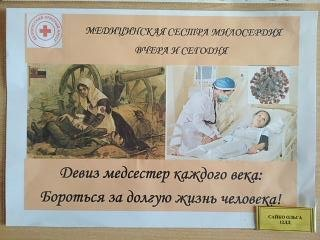 МЕДИЦИНСКАЯ СЕСТРА МИЛОСЕРДИЯ
ВЧЕРА И СЕГОДНЯ
Девиз медсестер каждого века:
Бороться за долгую жизнь человека!
САЙКО ОЛЬГА